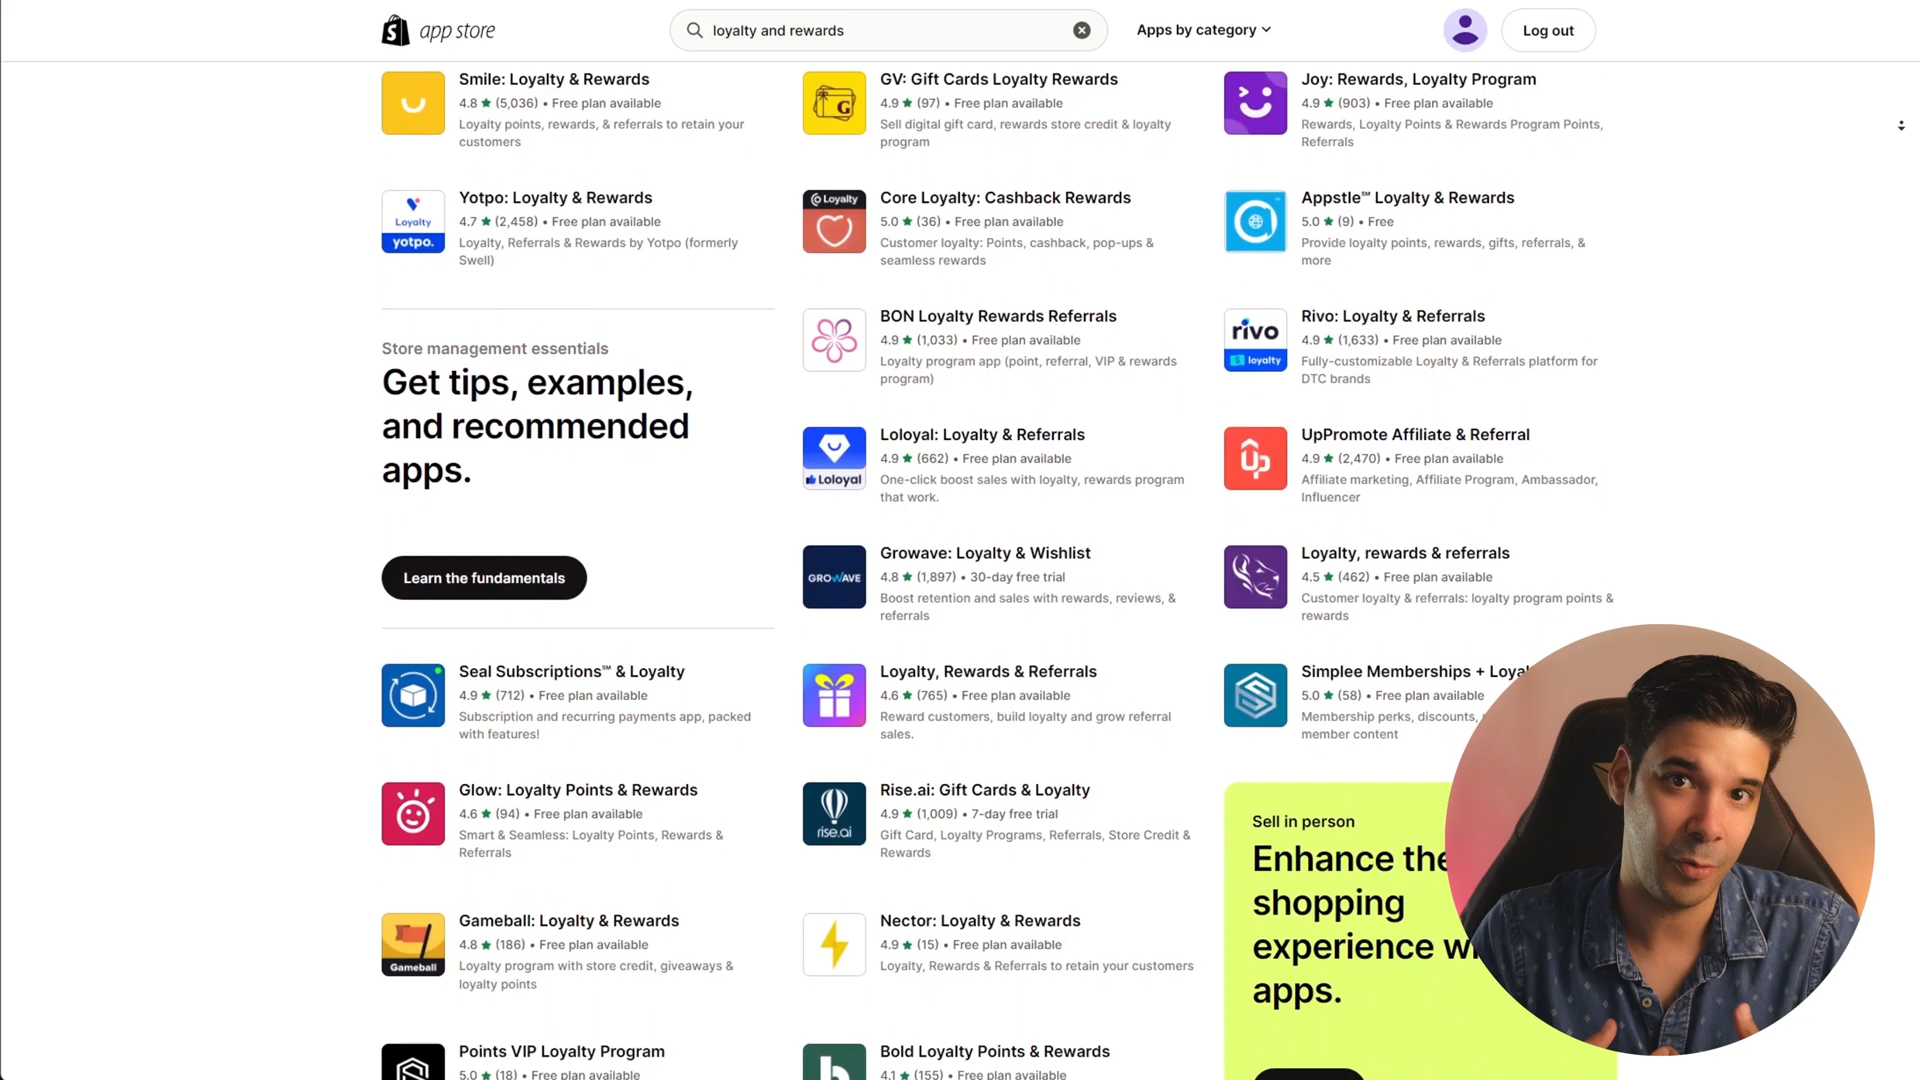 app store
loyalty and rewards
Apps by category
Log out
Smile: Loyalty & Rewards
4.8 ★ (5,036) • Free plan available
Loyalty points, rewards, & referrals to retain your
customers
GV: Gift Cards Loyalty Rewards
4.9 ★ (97) • Free plan available
Sell digital gift card, rewards store credit & loyalty
program
Joy: Rewards, Loyalty Program
4.9 ★ (903) • Free plan available
Rewards, Loyalty Points & Rewards Program Points,
Referrals
Loyalty
yotpo.
Yotpo: Loyalty & Rewards
4.7 ★ (2,458) • Free plan available
Loyalty, Referrals & Rewards by Yotpo (formerly
Swell)
Loyalty
Core Loyalty: Cashback Rewards
5.0 ★ (36) • Free plan available
Customer loyalty: Points, cashback, pop-ups &
seamless rewards
Appstle℠ Loyalty & Rewards
5.0 ★ (9) • Free
Provide loyalty points, rewards, gifts, referrals, &
more
Store management essentials
Get tips, examples,
and recommended
apps.
Learn the fundamentals
BON Loyalty Rewards Referrals
4.9 ★ (1,033) • Free plan available
Loyalty program app (point, referral, VIP & rewards
program)
rivo
loyalty
Rivo: Loyalty & Referrals
4.9 ★ (1,633) • Free plan available
Fully-customizable Loyalty & Referrals platform for
DTC brands
Loloyal
Loloyal: Loyalty & Referrals
4.9 ★ (662) • Free plan available
One-click boost sales with loyalty, rewards program
that work.
Up
UpPromote Affiliate & Referral
4.9 ★ (2,470) • Free plan available
Affiliate marketing, Affiliate Program, Ambassador,
Influencer
GROWAVE
Growave: Loyalty & Wishlist
4.8 ★ (1,897) • 30-day free trial
Boost retention and sales with rewards, reviews, &
referrals
Loyalty, rewards & referrals
4.5 ★ (462) • Free plan available
Customer loyalty & referrals: loyalty program points &
rewards
Seal Subscriptions℠ & Loyalty
4.9 ★ (712) • Free plan available
Subscription and recurring payments app, packed
with features!
Loyalty, Rewards & Referrals
4.6 ★ (765) • Free plan available
Reward customers, build loyalty and grow referral
sales.
Simplee Memberships + Loya
5.0 ★ (58) • Free plan available
Membership perks, discounts,
member content
Glow: Loyalty Points & Rewards
4.6 ★ (94) • Free plan available
Smart & Seamless: Loyalty Points, Rewards &
Referrals
rise.ai
Rise.ai: Gift Cards & Loyalty
4.9 ★ (1,009) • 7-day free trial
Gift Card, Loyalty Programs, Referrals, Store Credit &
Rewards
Sell in person
Enhance the
shopping
experience wi
apps.
Gameball
Gameball: Loyalty & Rewards
4.8 ★ (186) • Free plan available
Loyalty program with store credit, giveaways &
loyalty points
Nector: Loyalty & Rewards
4.9 ★ (15) • Free plan available
Loyalty, Rewards & Referrals to retain your customers
Points VIP Loyalty Program
5.0 ★ (18) • Free plan available
Bold Loyalty Points & Rewards
4.1 ★ (155) • Free plan available